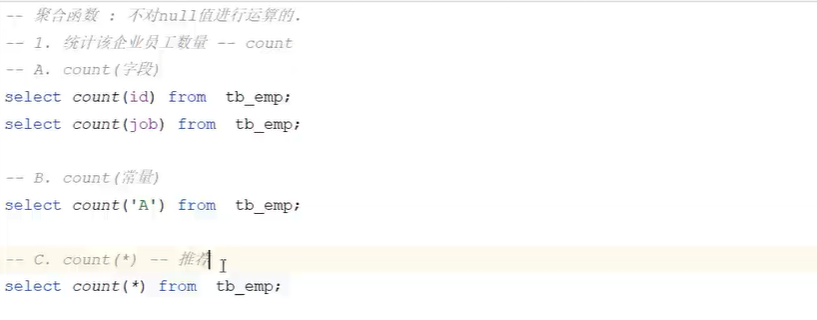 -- 聚合函数 : 不对null值进行运算的.
-- 1. 统计该企业员工数量 -- count
-- A. count(字段)
select count(id) from  tb_emp;
select count(job) from  tb_emp;
-- B. count(常量)
select count('A') from  tb_emp;
-- C. count(*) -- 推荐
select count(*) from  tb_emp;